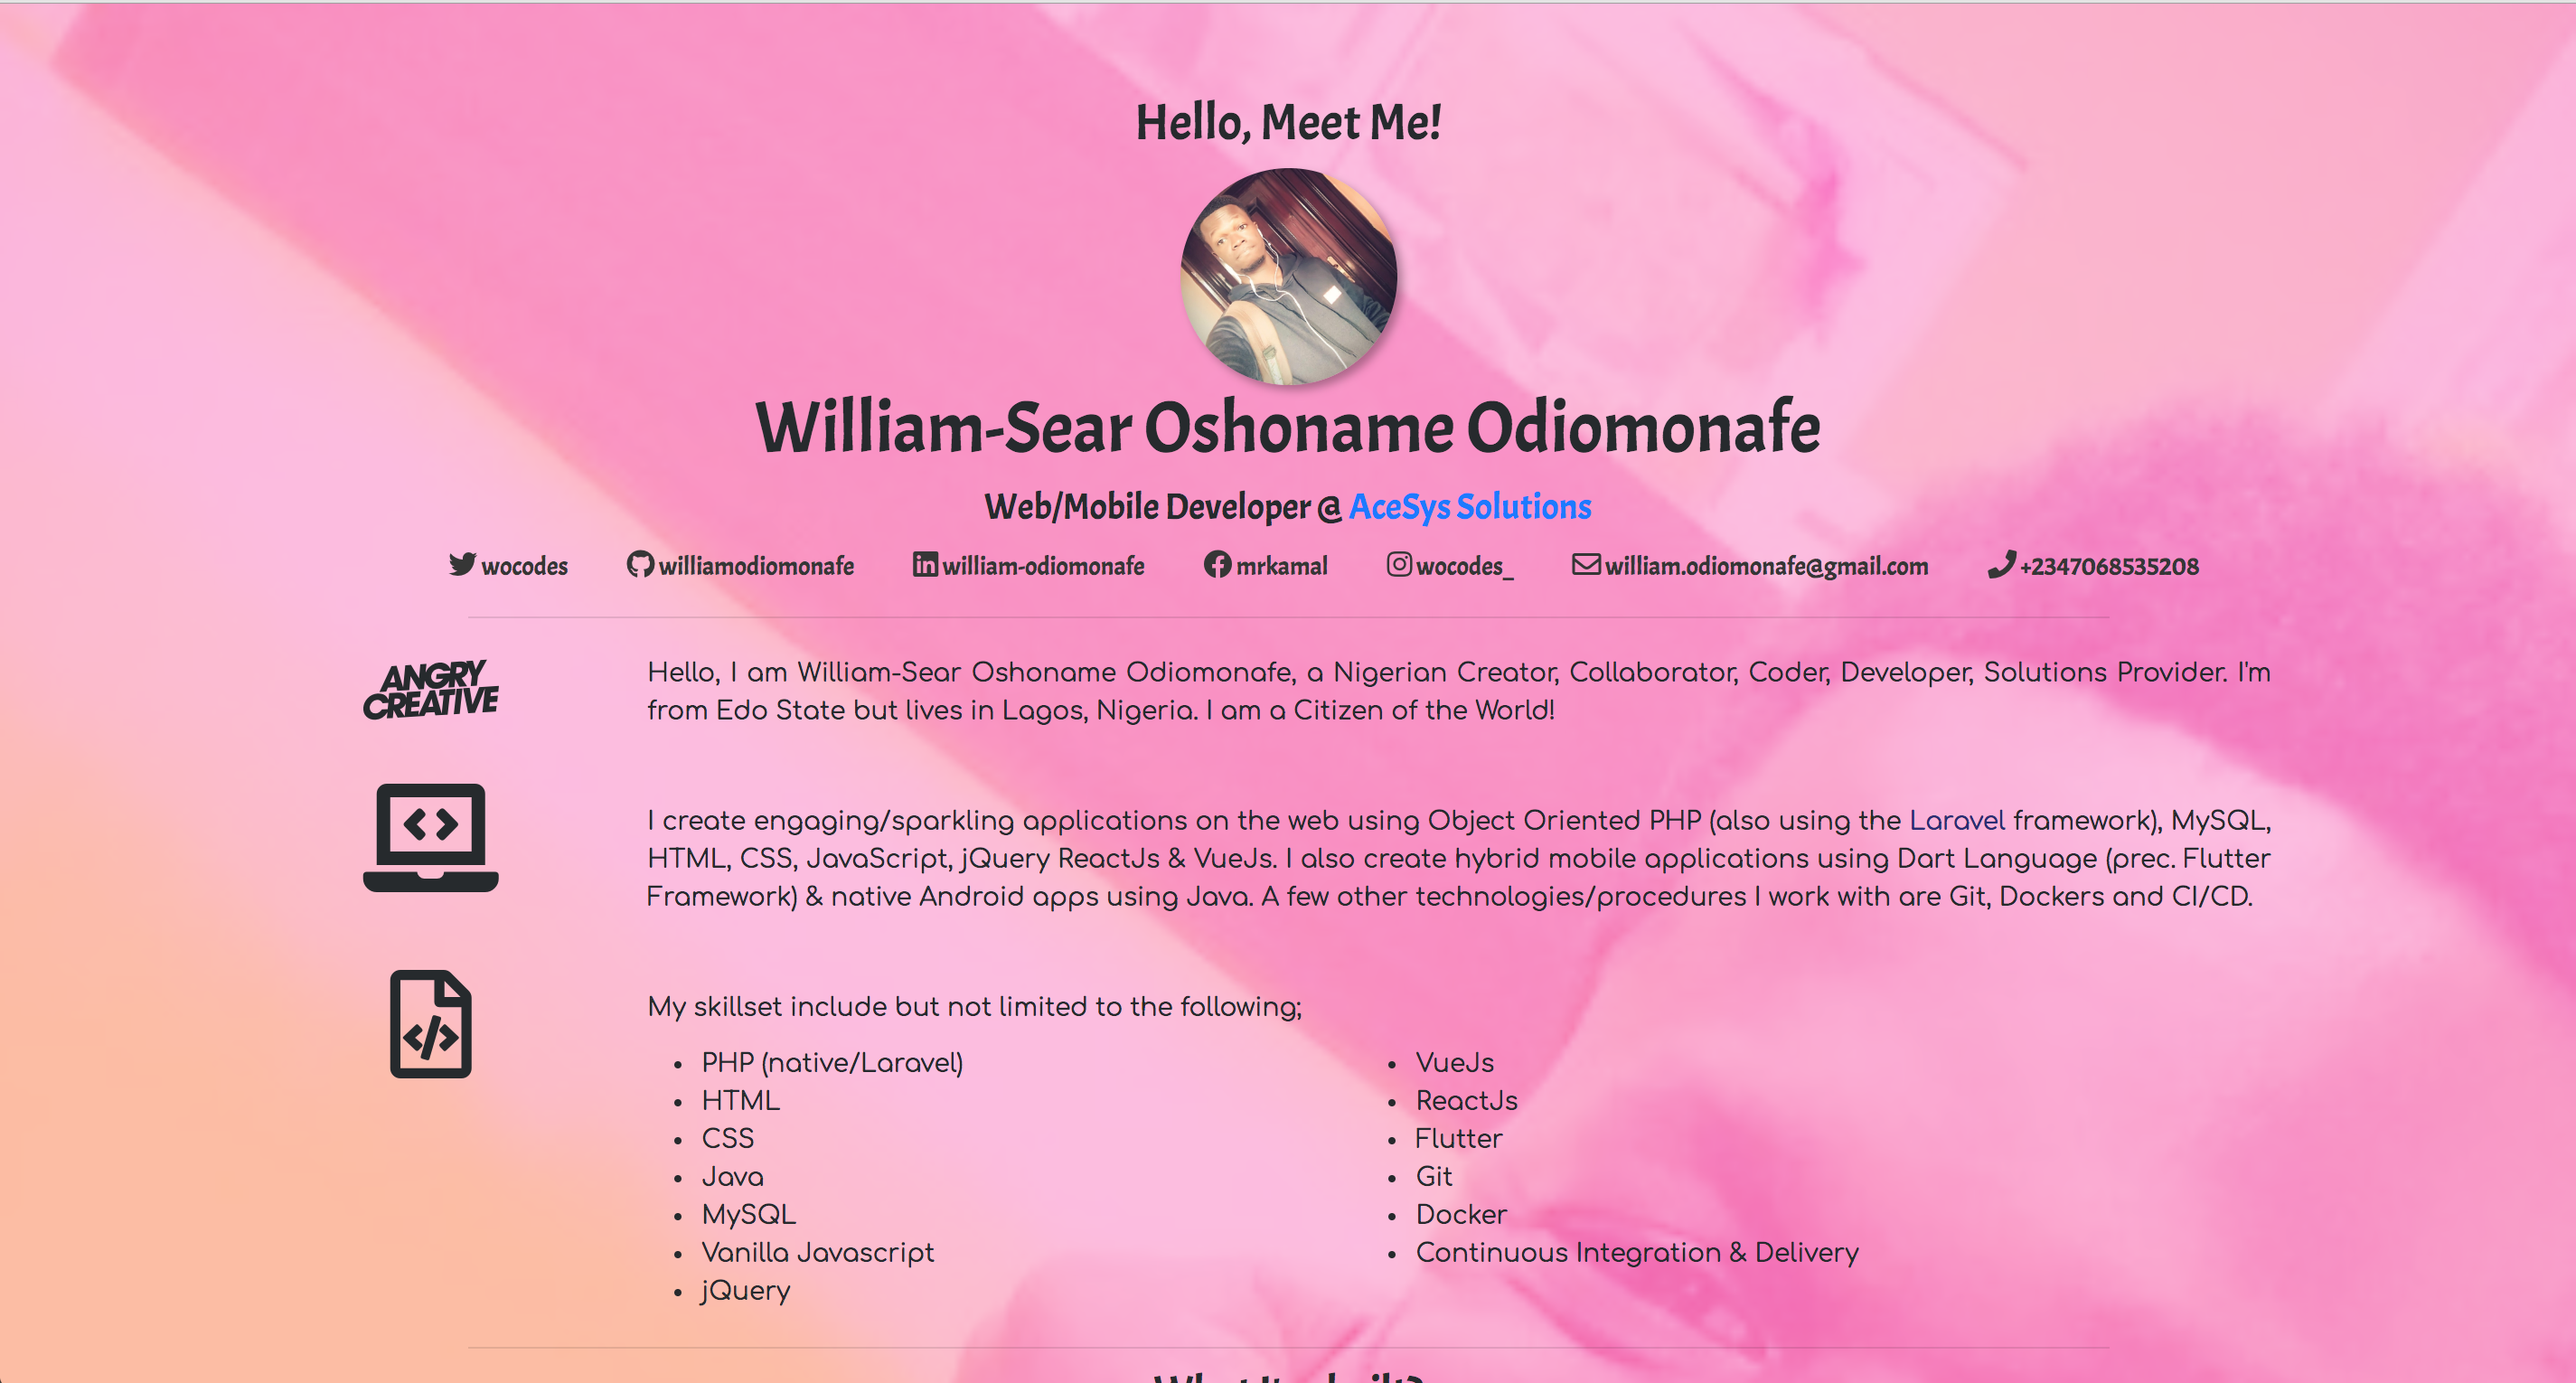 Hello, Meet Me!
William-Sear Oshoname Odiomonafe
Web/Mobile Developer @ AceSys Solutions
wocodes williamodiomonafe william-odiomonafe mrkamal wocodes_ william.odiomonafe@gmail.com +2347068535208
ANGRY
CREATIVE
Hello, I am William-Sear Oshoname Odiomonafe, a Nigerian Creator, Collaborator, Coder, Developer, Solutions Provider. I'm
from Edo State but lives in Lagos, Nigeria. I am a Citizen of the World!
I create engaging/sparkling applications on the web using Object Oriented PHP (also using the Laravel framework), MySQL,
HTML, CSS, JavaScript, jQuery ReactJs & VueJs. I also create hybrid mobile applications using Dart Language (prec. Flutter
Framework) & native Android apps using Java. A few other technologies/procedures I work with are Git, Dockers and CI/CD.
My skillset include but not limited to the following;
• PHP (native/Laravel)
• HTML
• CSS
• Java
• MySQL
• Vanilla Javascript
• jQuery
• VueJs
• ReactJs
• Flutter
• Git
• Docker
• Continuous Integration & Delivery